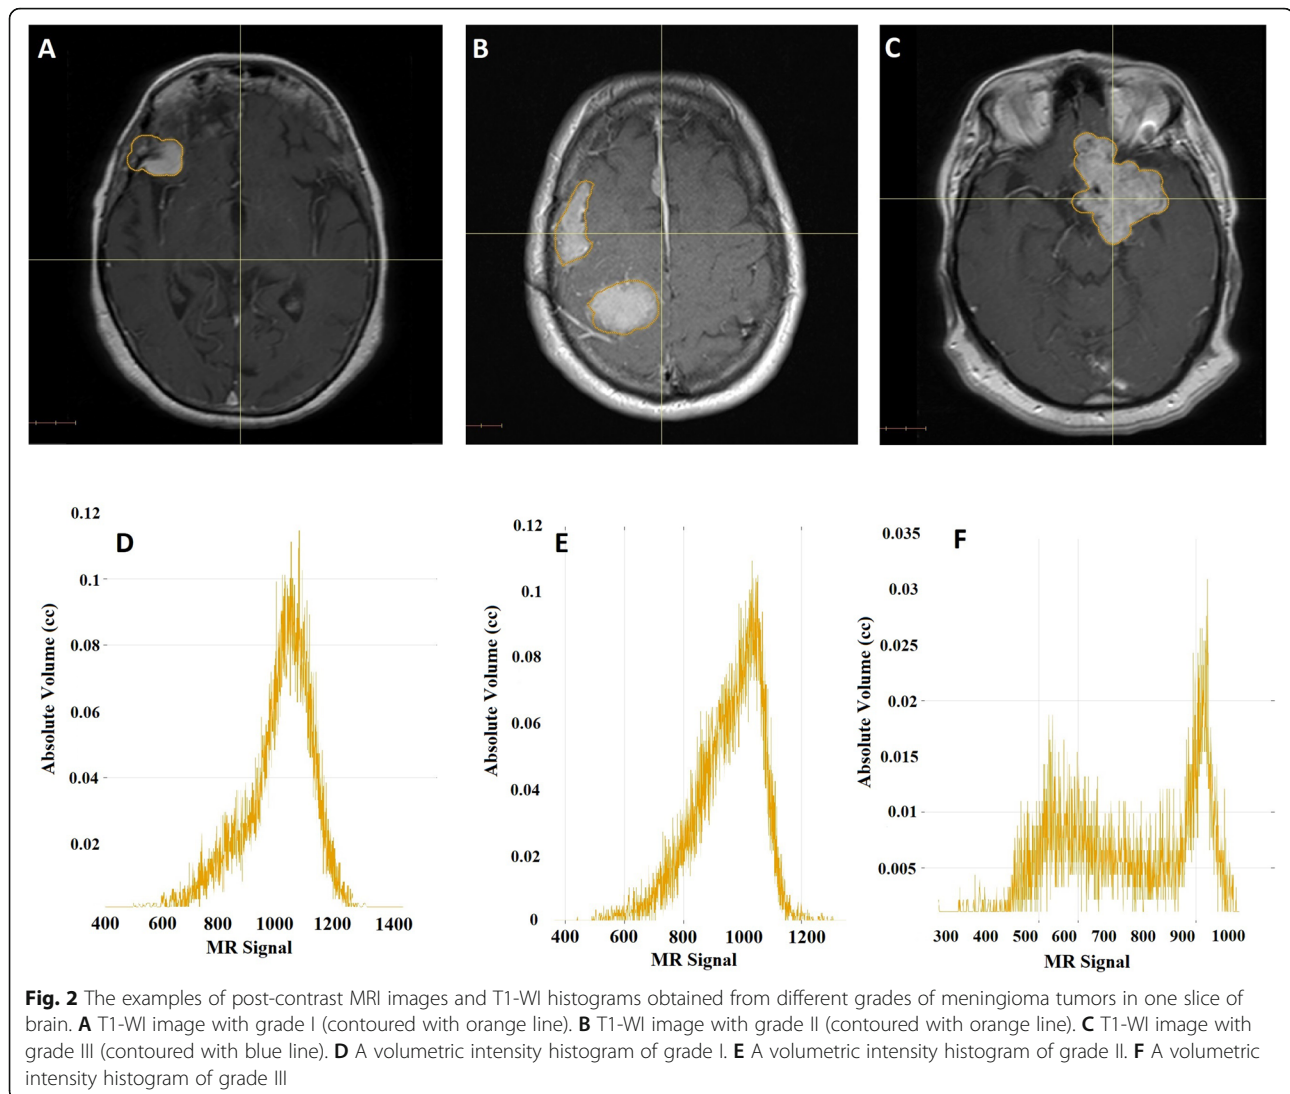 A
B
C
0.12
0.1
0.08
0.06
0.04
0.02
Absolute Volume (cc)
D
400 600 800 1000 1200 1400
MR Signal
0.12
0.1
0.08
0.06
0.04
0.02
0
Absolute Volume (cc)
E
400 600 800 1000 1200
MR Signal
0.035
0.03
0.025
0.02
0.015
0.01
0.005
Absolute Volume (cc)
F
300 400 500 600 700 800 900 1000
MR Signal
Fig. 2 The examples of post-contrast MRI images and T1-WI histograms obtained from different grades of meningioma tumors in one slice of
brain. A T1-WI image with grade I (contoured with orange line). B T1-WI image with grade II (contoured with orange line). C T1-WI image with
grade III (contoured with blue line). D A volumetric intensity histogram of grade I. E A volumetric intensity histogram of grade II. F A volumetric
intensity histogram of grade III